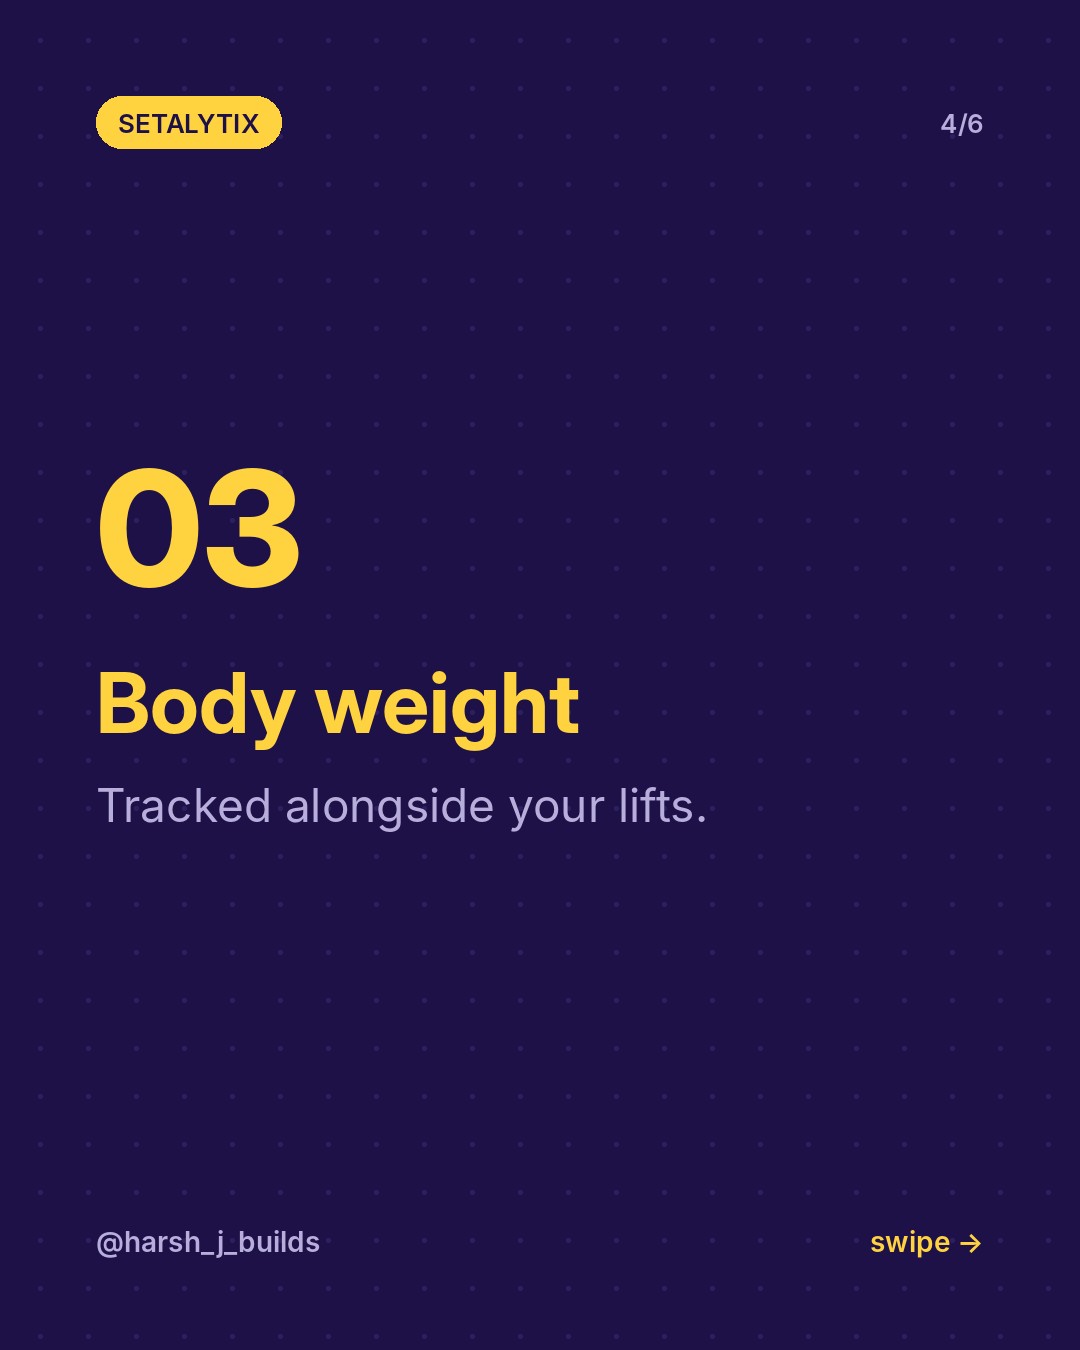 SETALYTIX
4/6
03
Body weight
Tracked alongside your lifts.
@harsh_j_builds
swipe →